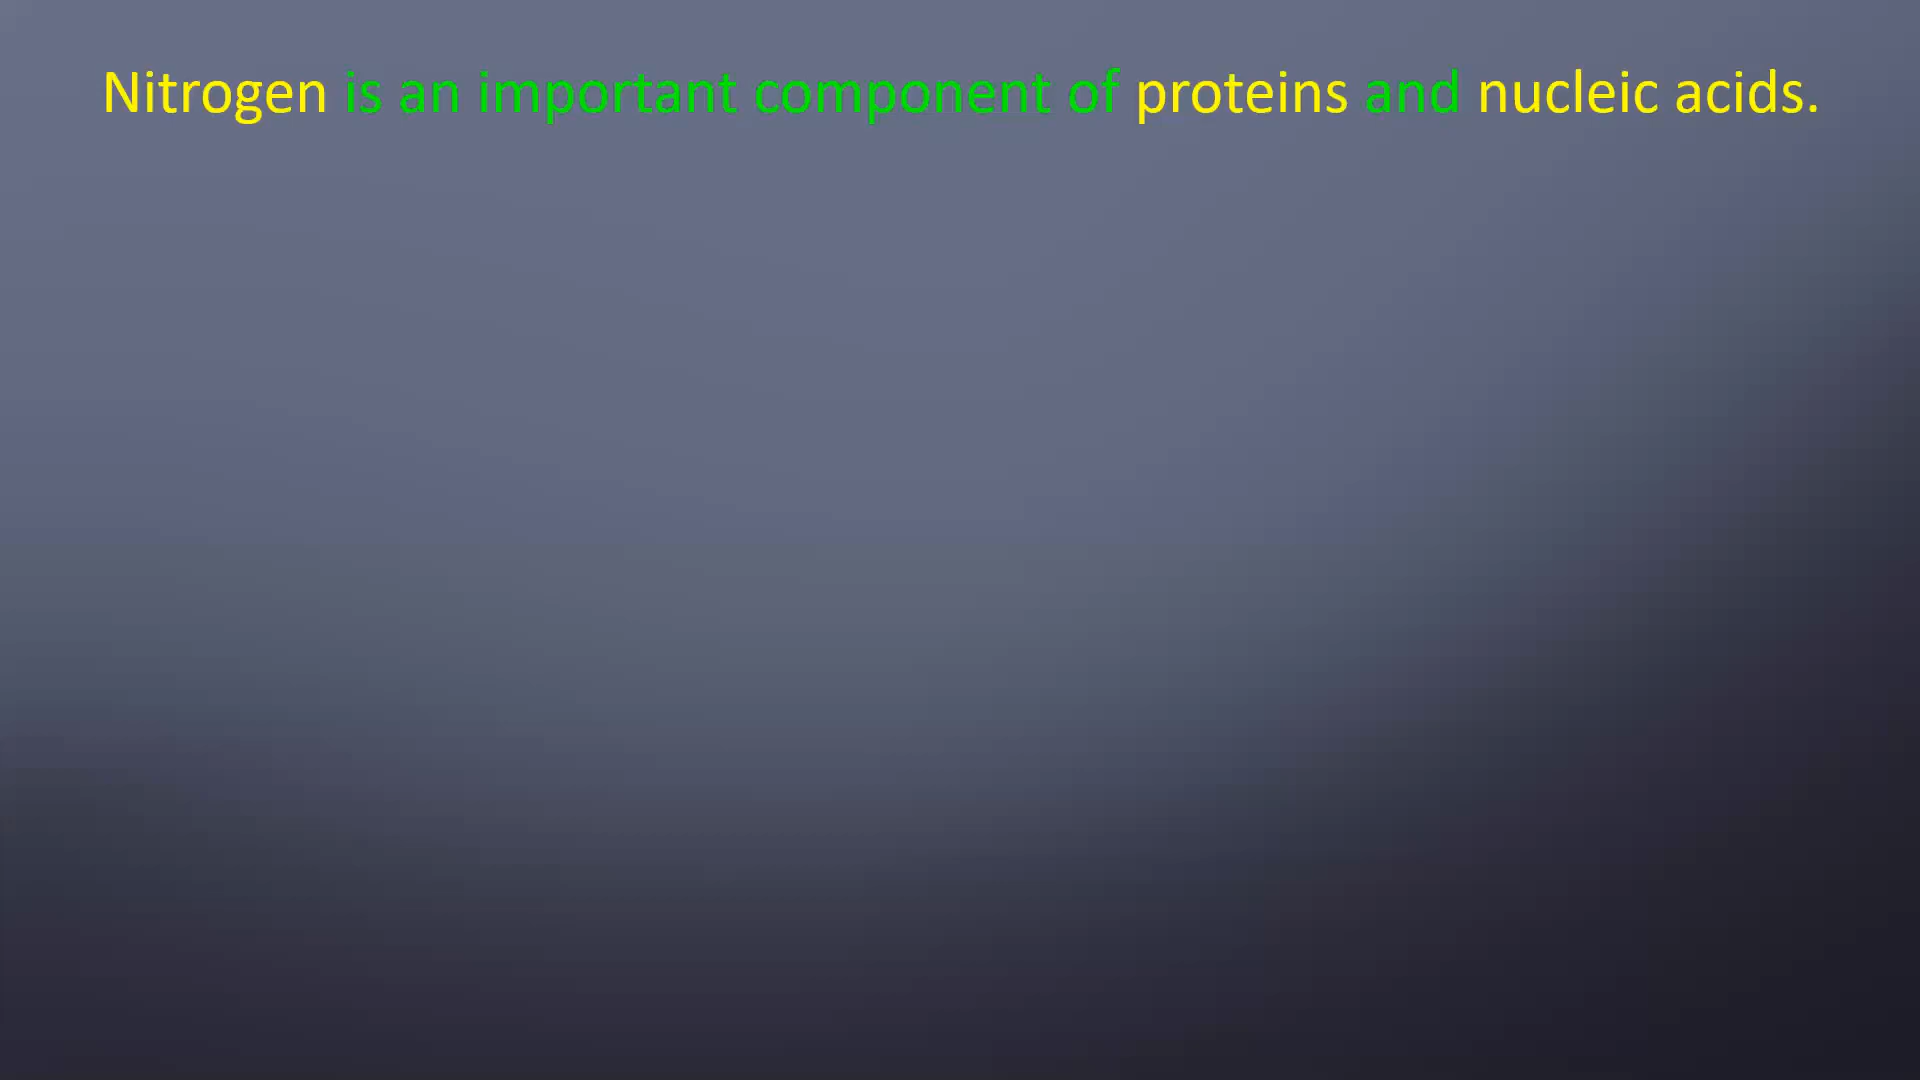 Nitrogen is an important component of proteins and nucleic acids.